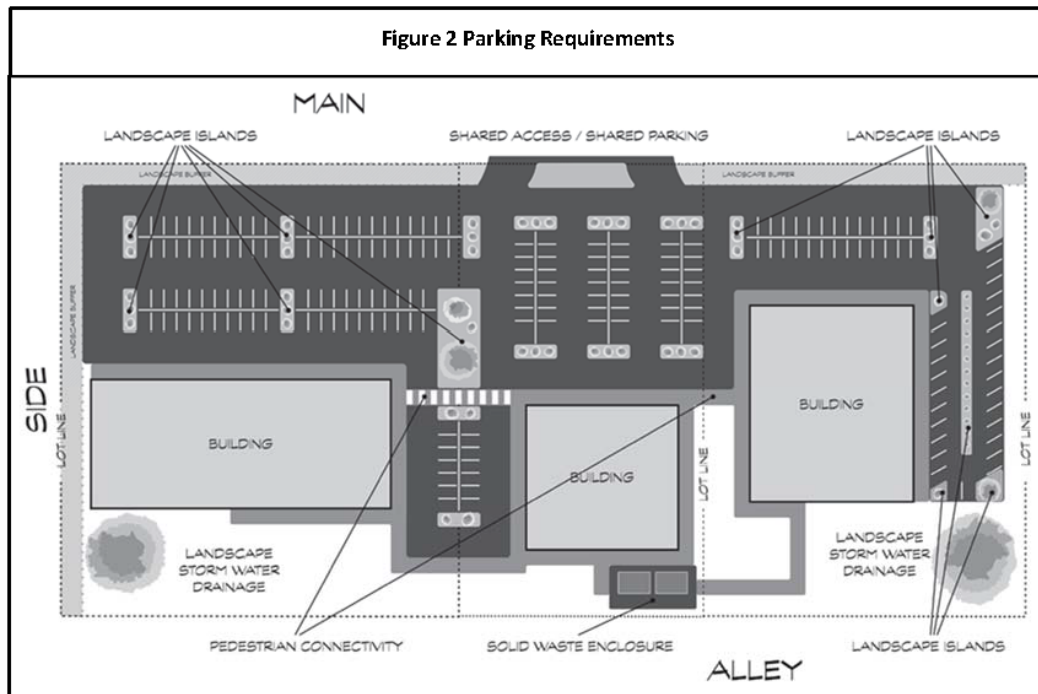 Figure 2 Parking Requirements
MAIN
LANDSCAPE ISLANDS
SHARED ACCESS / SHARED PARKING
LANDSCAPE ISLANDS
LANDSCAPE BUFFER
LANDSCAPE BUFFER
LANDSCAPE BUFFER
SIDE
LOT LINE
BUILDING
BUILDING
BUILDING
LOT LINE
LOT LINE
LANDSCAPE
STORM WATER
DRAINAGE
LANDSCAPE
STORM WATER
DRAINAGE
PEDESTRIAN CONNECTIVITY
SOLID WASTE ENCLOSURE
LANDSCAPE ISLANDS
ALLEY